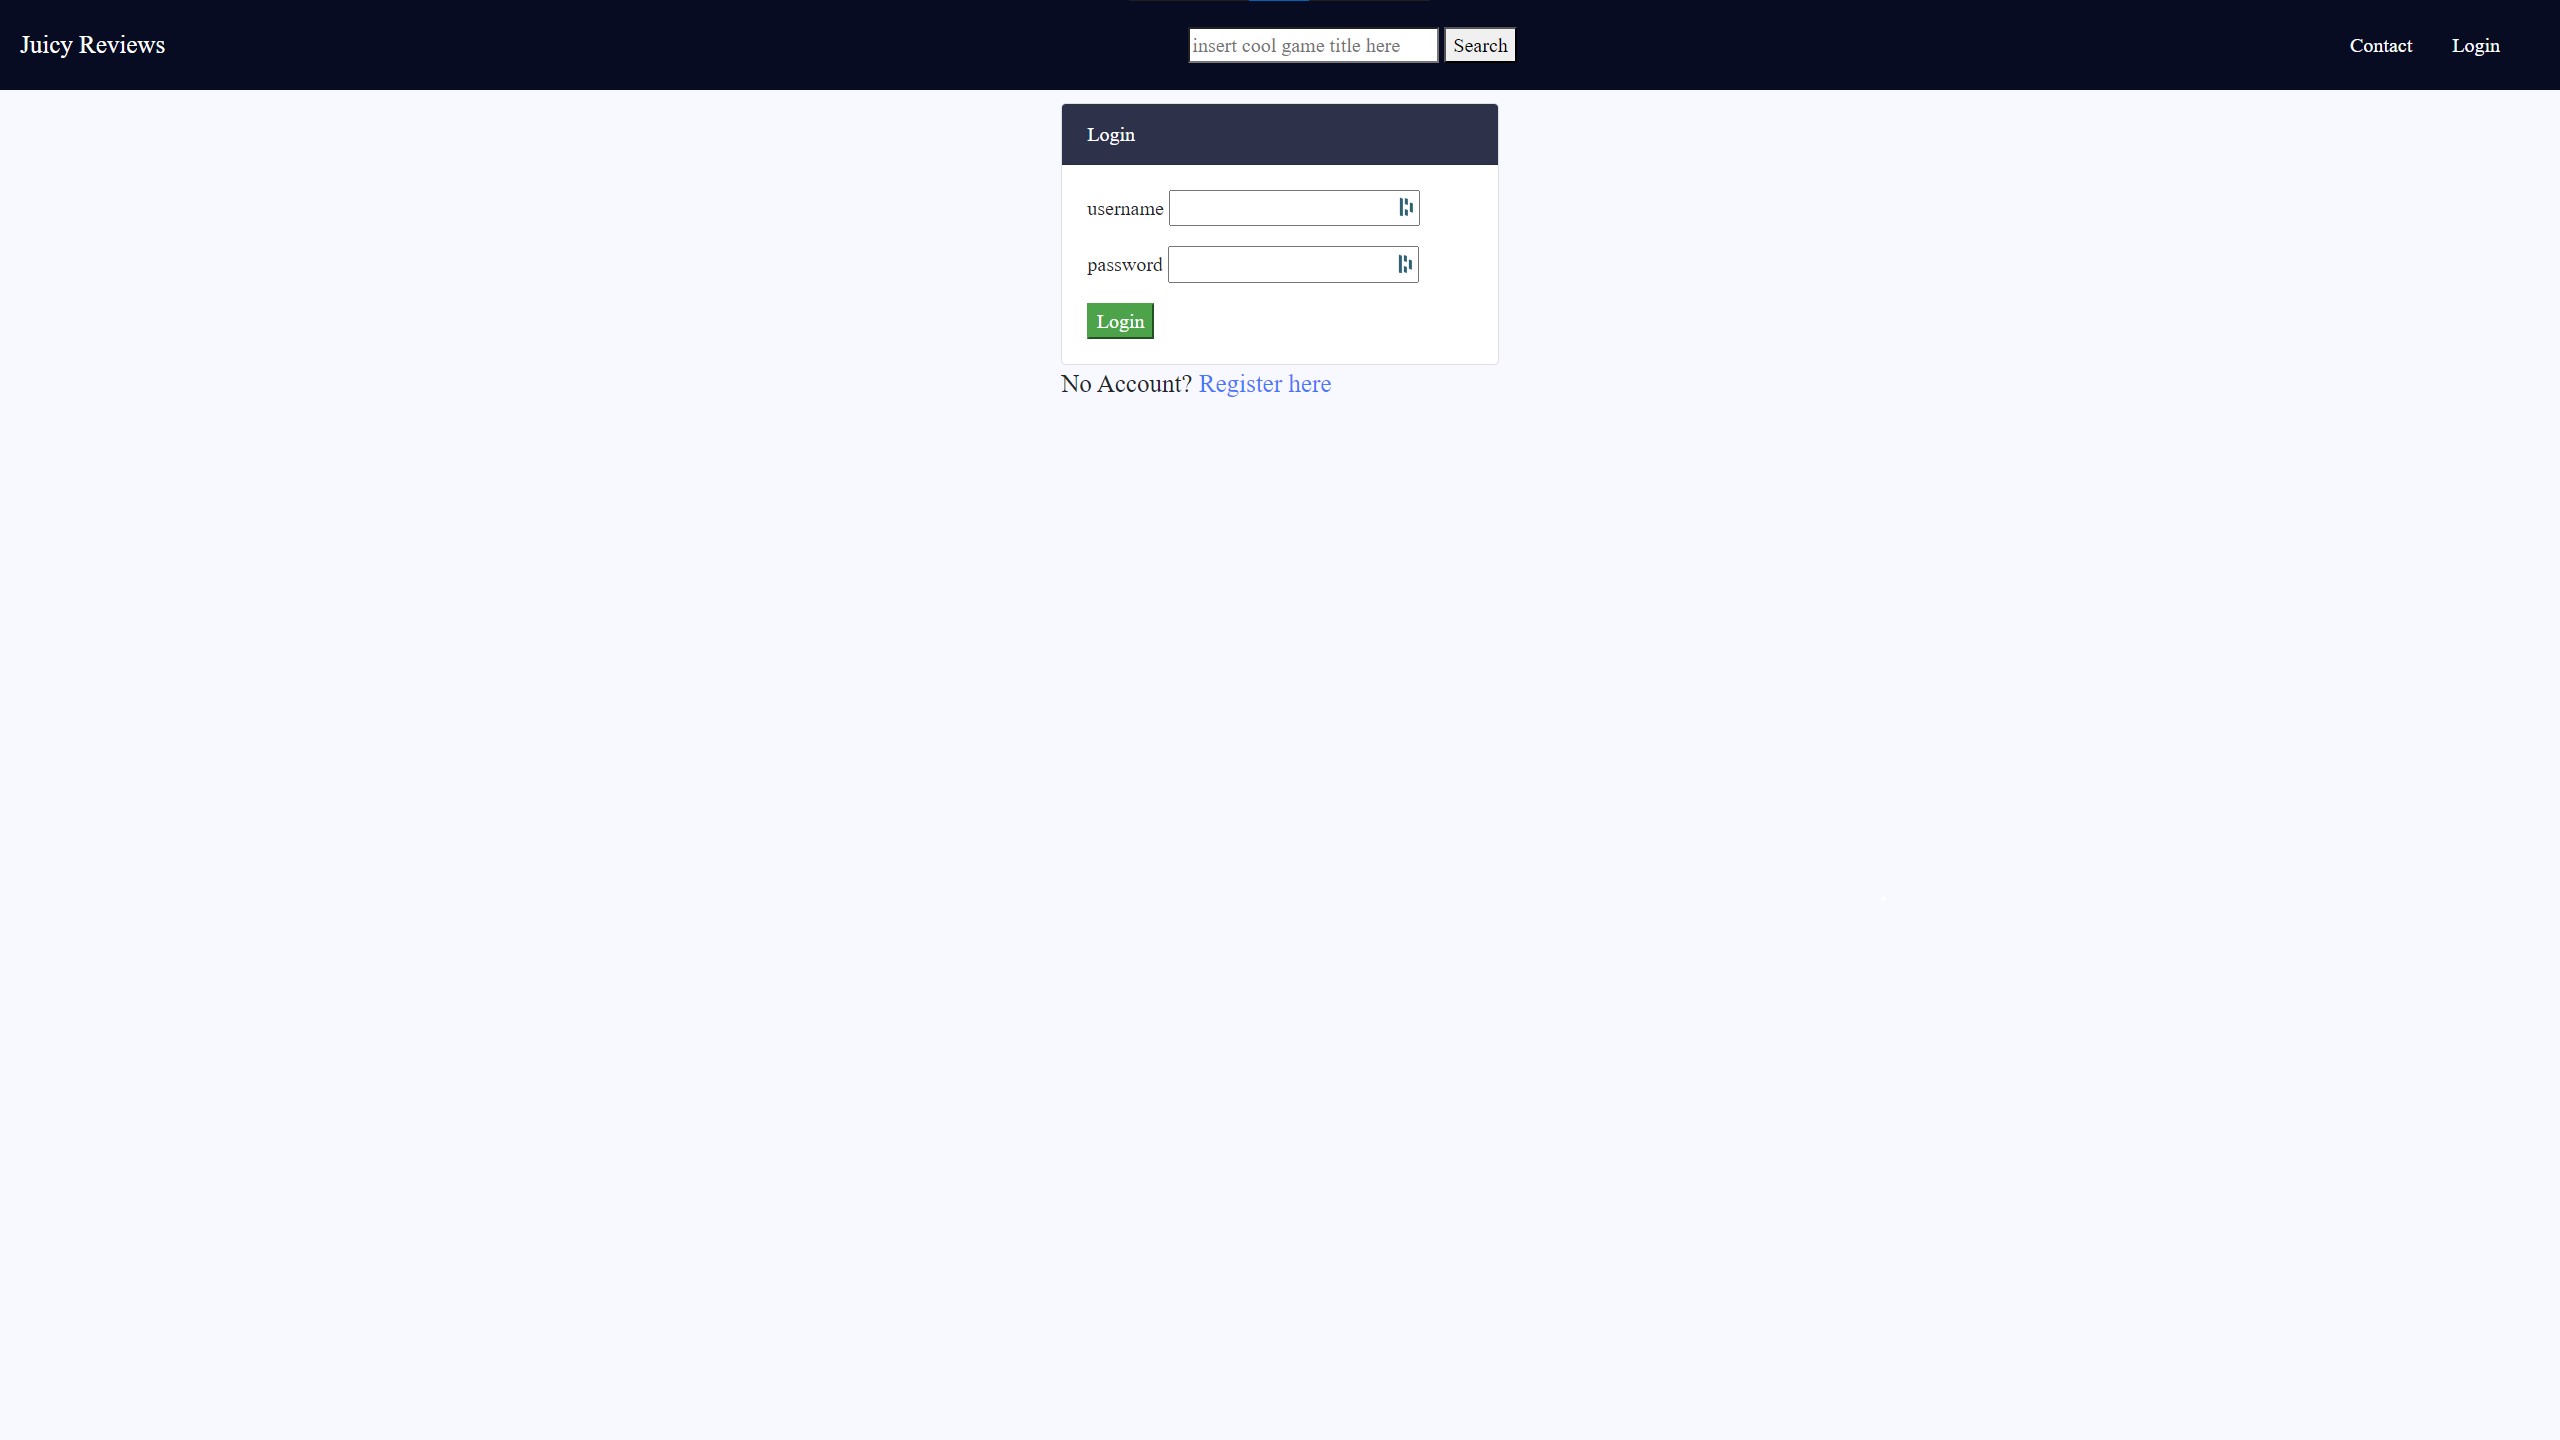 Juicy Reviews
insert cool game title here Search
Contact Login
Login
username
password
Login
No Account? Register here